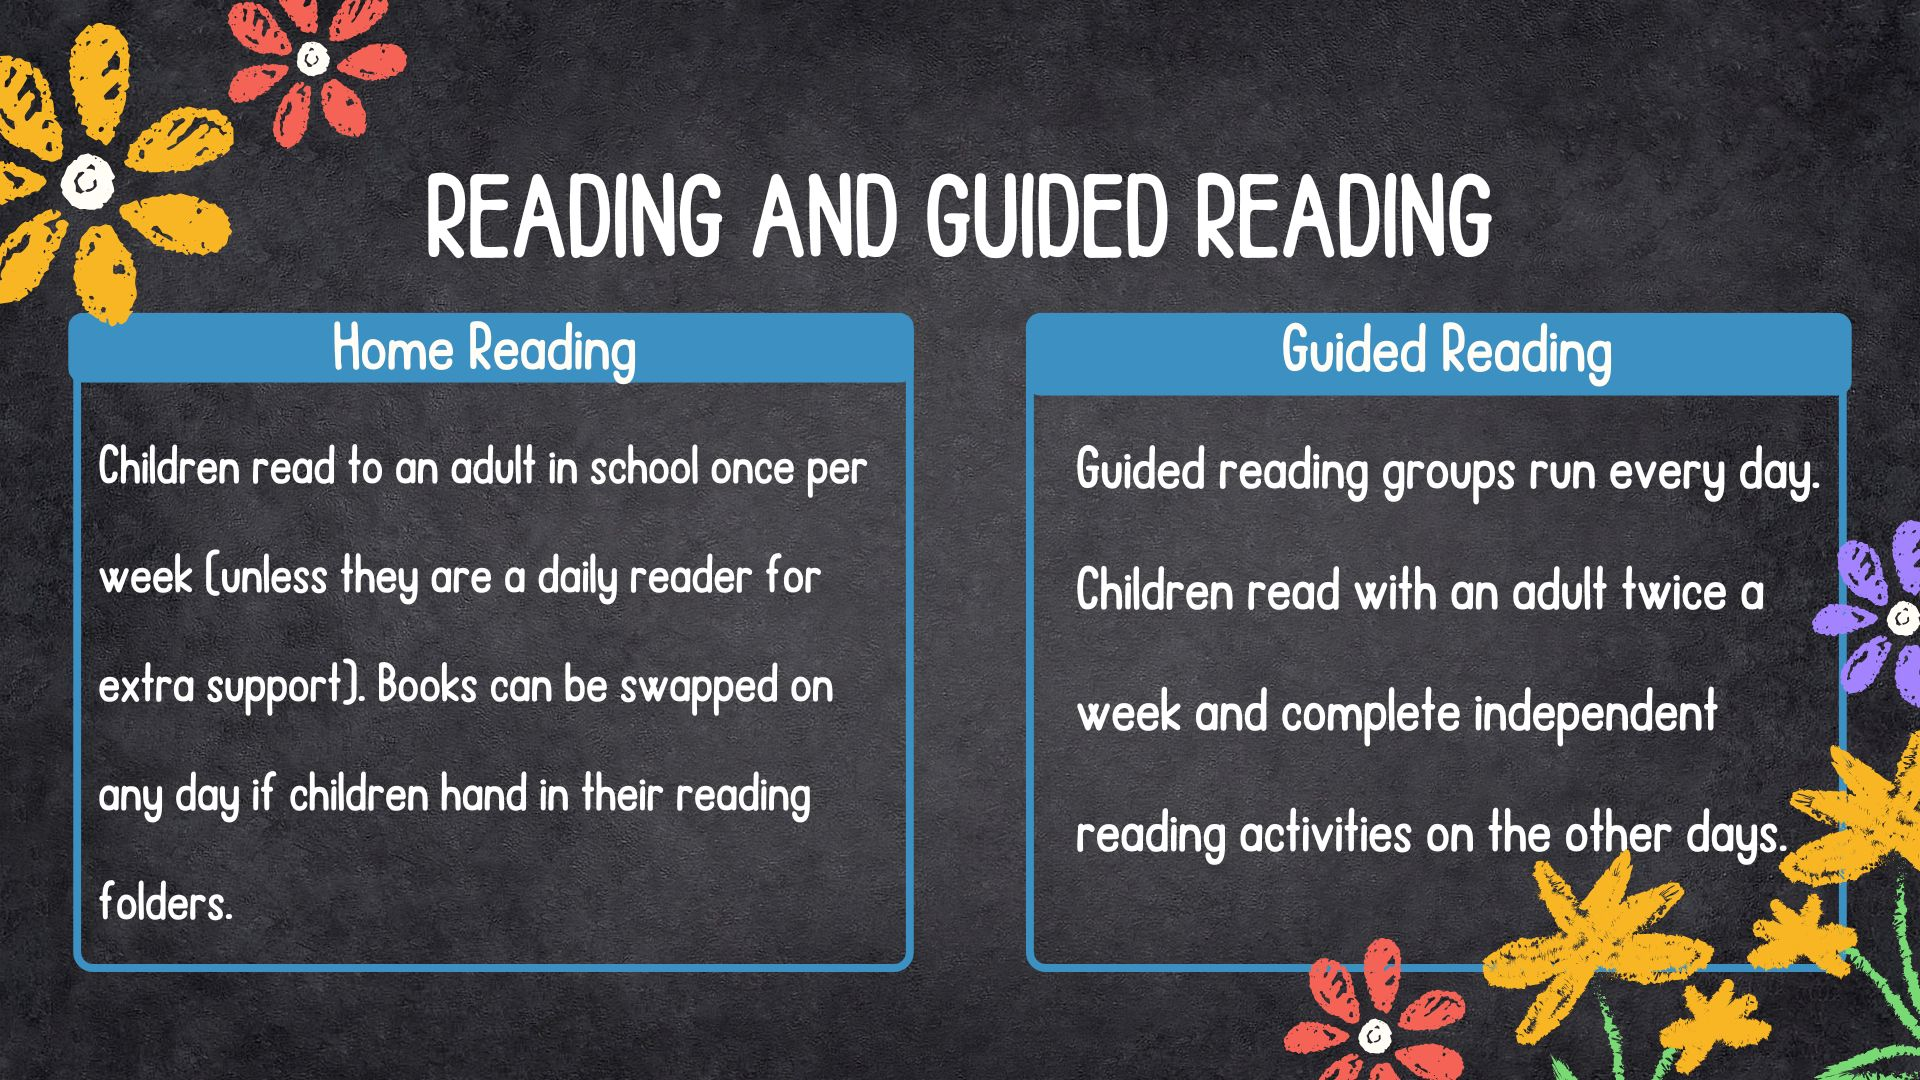 READING AND GUIDED READING
Home Reading
Children read to an adult in school once per
week (unless they are a daily reader for
extra support). Books can be swapped on
any day if children hand in their reading
folders.
Guided Reading
Guided reading groups run every day.
Children read with an adult twice a
week and complete independent
reading activities on the other days.